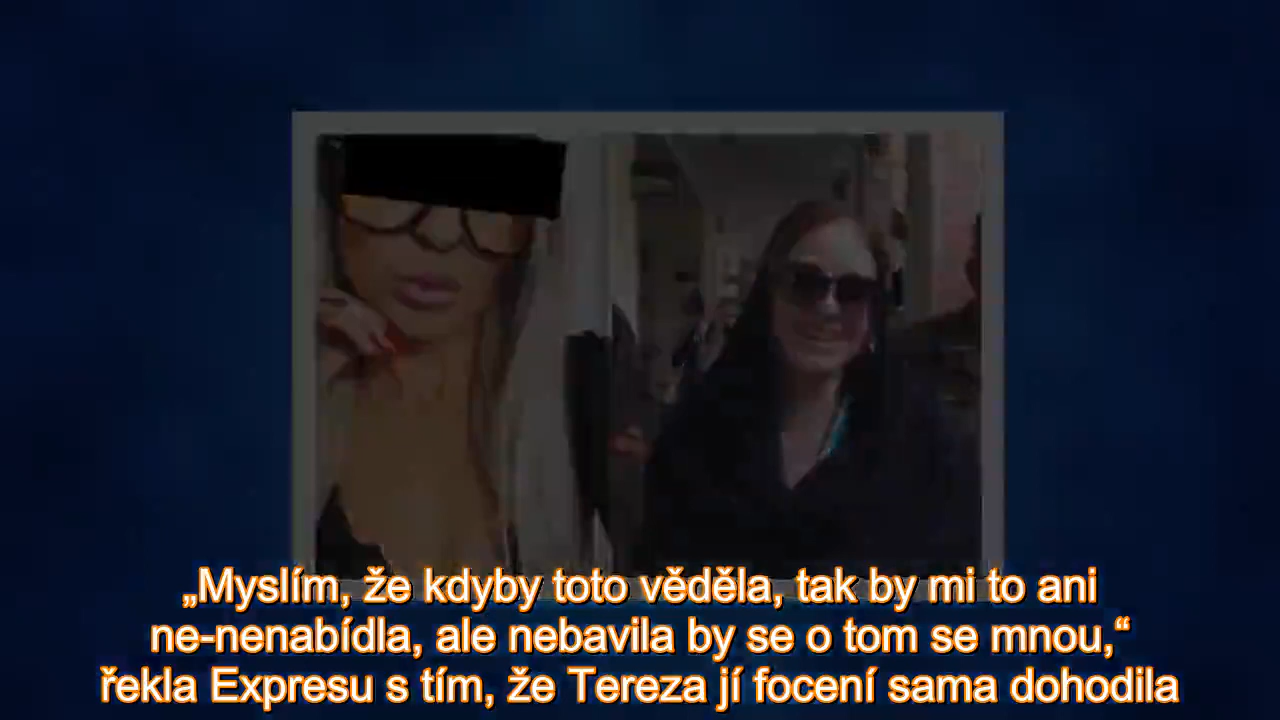 „Myslím, že kdyby toto věděla, tak by mi to ani
ne-nenabídla, ale nebavila by se o tom se mnou,“
řekla Expresu s tím, že Tereza jí focení sama dohodila